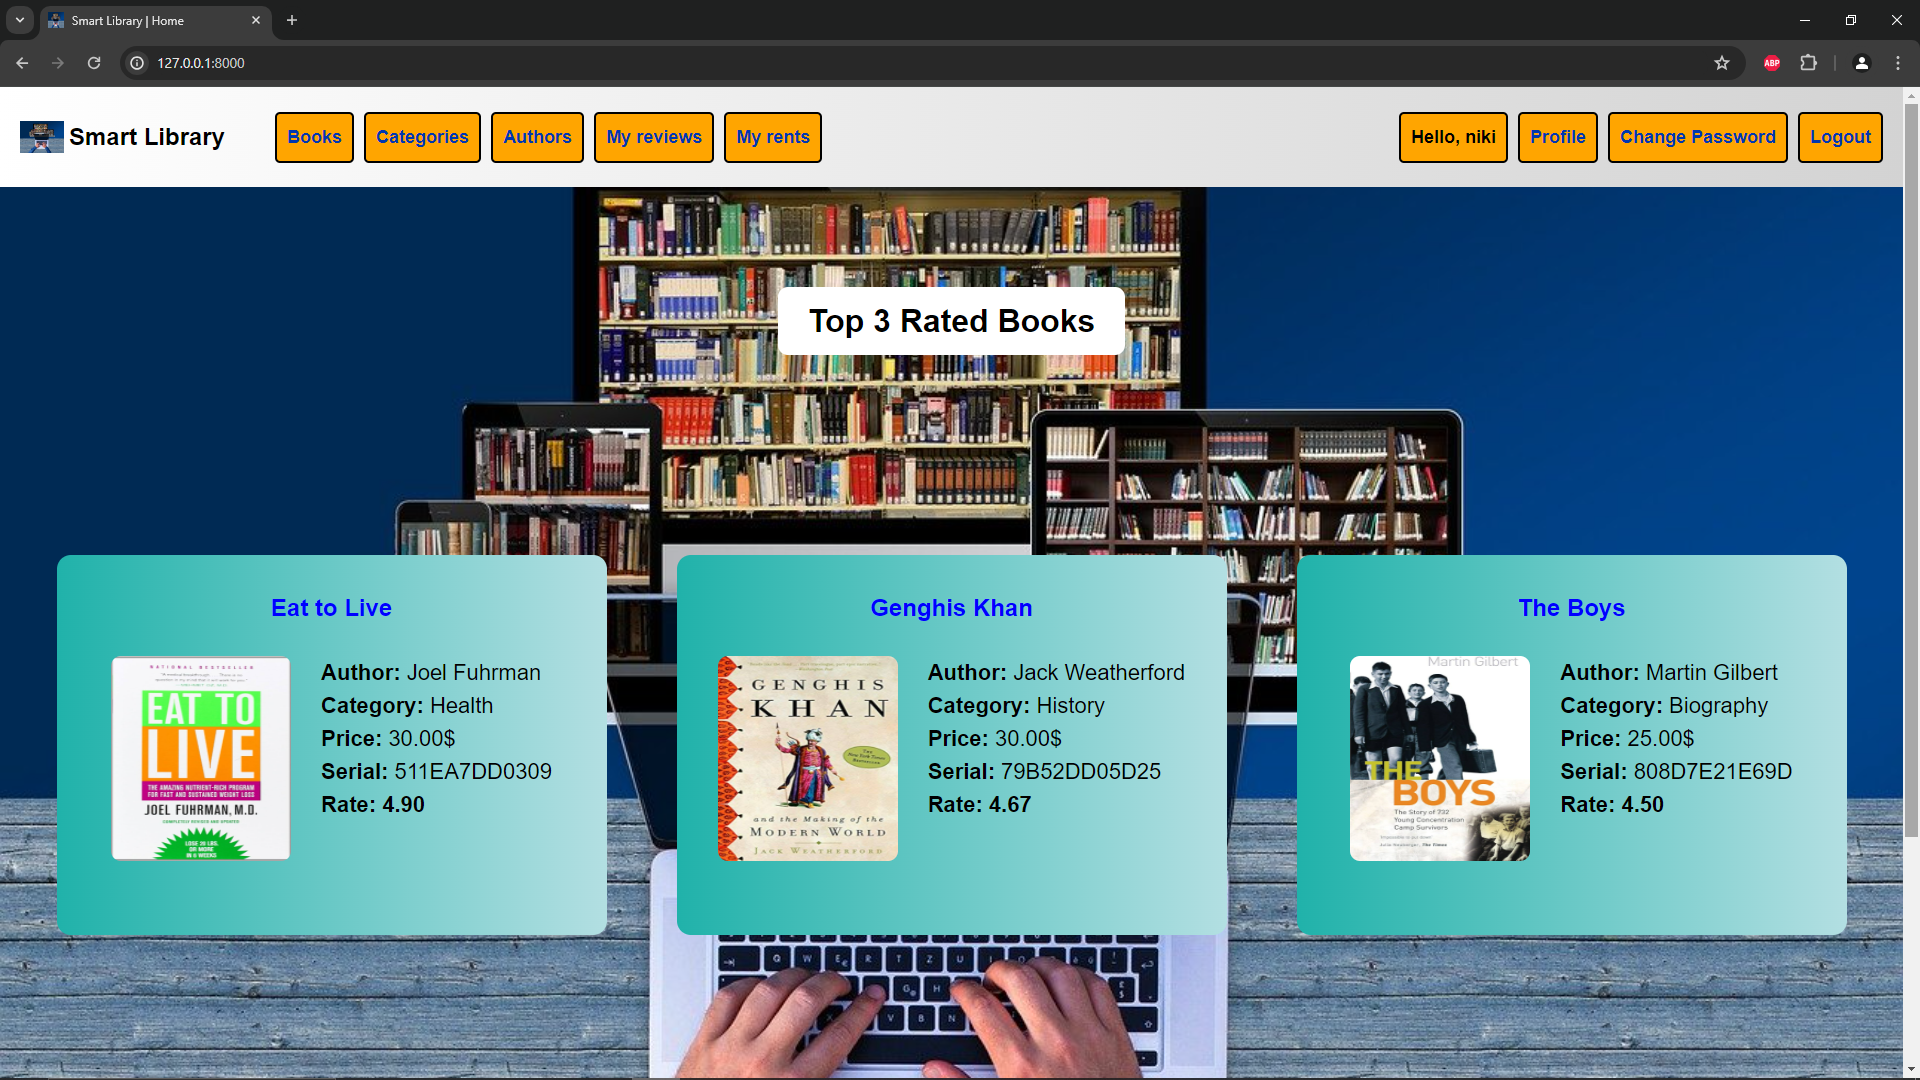 Smart Library | Home
127.0.0.1:8000
ABP
Smart Library
Books
Categories
Authors
My reviews
My rents
Hello, niki
Profile
Change Password
Logout
Top 3 Rated Books
Eat to Live
NATIONAL BESTSELLER
EAT TO
LIVE
THE AMAZING NUTRIENT-RICH PROGRAM
FOR FAST AND SUSTAINED WEIGHT LOSS
JOEL FUHRMAN, M.D.
COMPLETELY REVISED AND UPDATED
LOSE 20 LBS.
OR MORE
IN 6 WEEKS
Author: Joel Fuhrman
Category: Health
Price: 30.00$
Serial: 511EA7DD0309
Rate: 4.90
Genghis Khan
GENGHIS
KHAN
and the Making of the
MODERN WORLD
JACK WEATHERFORD
Author: Jack Weatherford
Category: History
Price: 30.00$
Serial: 79B52DD05D25
Rate: 4.67
The Boys
Martin Gilbert
THE
BOYS
The Story of 732
Young Concentration
Camp Survivors
Author: Martin Gilbert
Category: Biography
Price: 25.00$
Serial: 808D7E21E69D
Rate: 4.50
Q W E R T Z U I
G H
X V B N